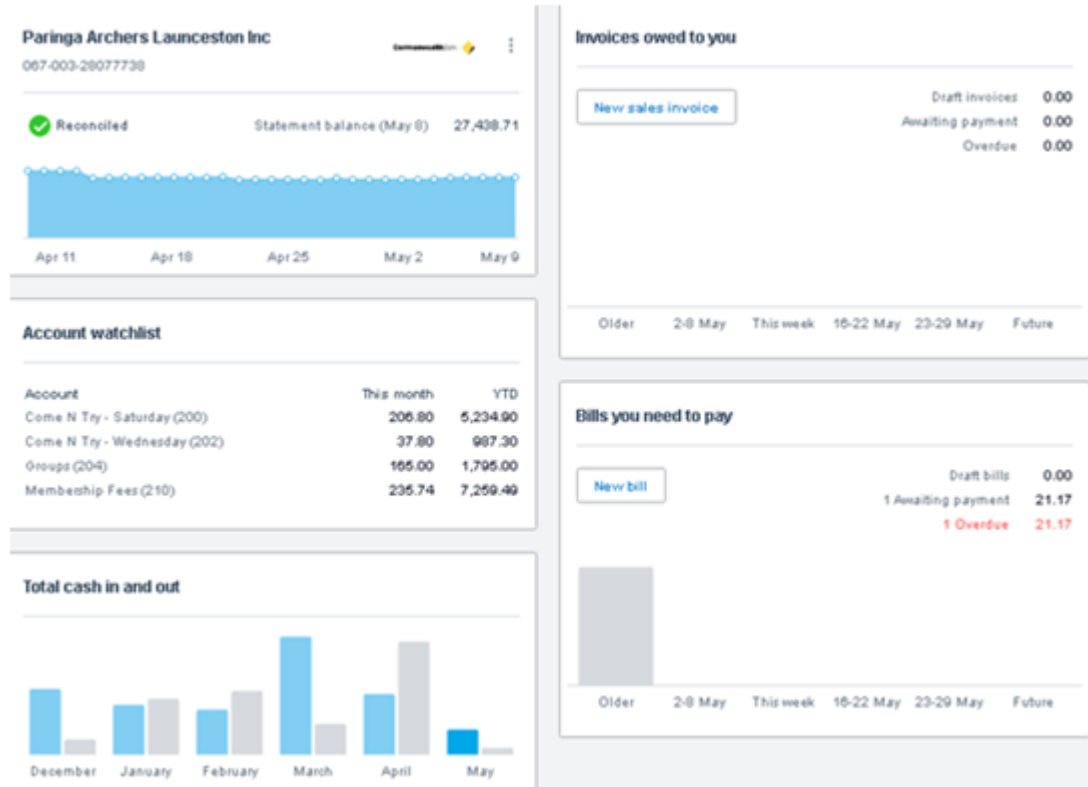 Paringa Archers Launceston Inc
067-003-28077738
Reconciled
Statement balance (May 8) 27,438.71
Apr 11 Apr 18 Apr 25 May 2 May 9
Account watchlist
Account This month YTD
Come N Try - Saturday (200) 206.80 5,234.90
Come N Try - Wednesday (202) 37.80 987.30
Groups (204) 165.00 1,795.00
Membership Fees (210) 235.74 7,259.49
Total cash in and out
December January February March April May
Invoices owed to you
New sales invoice
Draft invoices 0.00
Awaiting payment 0.00
Overdue 0.00
Older 2-8 May This week 16-22 May 23-29 May Future
Bills you need to pay
New bill
Draft bills 0.00
1 Awaiting payment 21.17
1 Overdue 21.17
Older 2-8 May This week 16-22 May 23-29 May Future